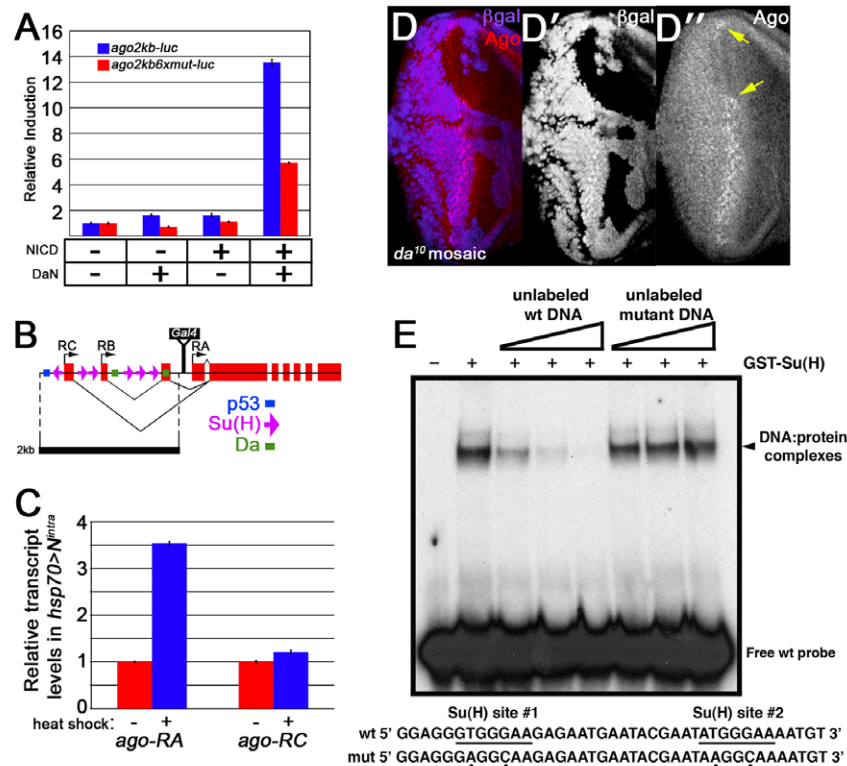 A
16
14
12
10
8
6
4
2
Relative Induction
ago2kb-luc
ago2kb6xmut-luc
NICD - - + +
DaN - + - +
B
Gal4
RC RB RA
p53
Su(H)
Da
2kb
C
4
3
2
1
0
Relative transcript
levels in hsp70>Nintra
heat shock: - + - +
ago-RA ago-RC
D βgal
Ago
da10 mosaic
D' βgal
D'' Ago
E
unlabeled
wt DNA
unlabeled
mutant DNA
- + + + + + + + GST-Su(H)
DNA:protein
complexes
Free wt probe
Su(H) site #1 Su(H) site #2
wt 5' GGAGGGTGGGAAGAGAATGAATACGAATATGGGAAAATGT 3'
mut 5' GGAGGGAGGCAAGAGAATGAATACGAATAAGGCAAAATGT 3'